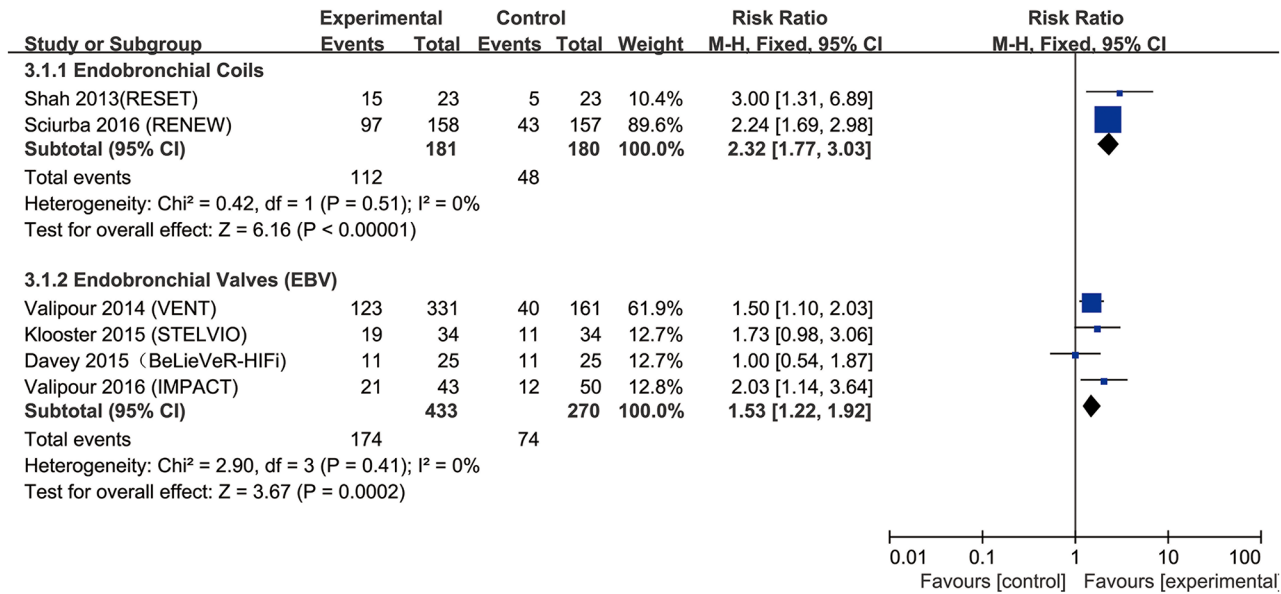 Experimental Control Risk Ratio Risk Ratio
Study or Subgroup Events Total Events Total Weight M-H, Fixed, 95% CI M-H, Fixed, 95% CI
3.1.1 Endobronchial Coils
Shah 2013(RESET) 15 23 5 23 10.4% 3.00 [1.31, 6.89]
Sciurba 2016 (RENEW) 97 158 43 157 89.6% 2.24 [1.69, 2.98]
Subtotal (95% CI) 181 180 100.0% 2.32 [1.77, 3.03]
Total events 112 48
Heterogeneity: Chi² = 0.42, df = 1 (P = 0.51); I² = 0%
Test for overall effect: Z = 6.16 (P < 0.00001)
3.1.2 Endobronchial Valves (EBV)
Valipour 2014 (VENT) 123 331 40 161 61.9% 1.50 [1.10, 2.03]
Klooster 2015 (STELVIO) 19 34 11 34 12.7% 1.73 [0.98, 3.06]
Davey 2015（BeLieVeR-HIFi) 11 25 11 25 12.7% 1.00 [0.54, 1.87]
Valipour 2016 (IMPACT) 21 43 12 50 12.8% 2.03 [1.14, 3.64]
Subtotal (95% CI) 433 270 100.0% 1.53 [1.22, 1.92]
Total events 174 74
Heterogeneity: Chi² = 2.90, df = 3 (P = 0.41); I² = 0%
Test for overall effect: Z = 3.67 (P = 0.0002)
0.01 0.1 1 10 100
Favours [control] Favours [experimental]